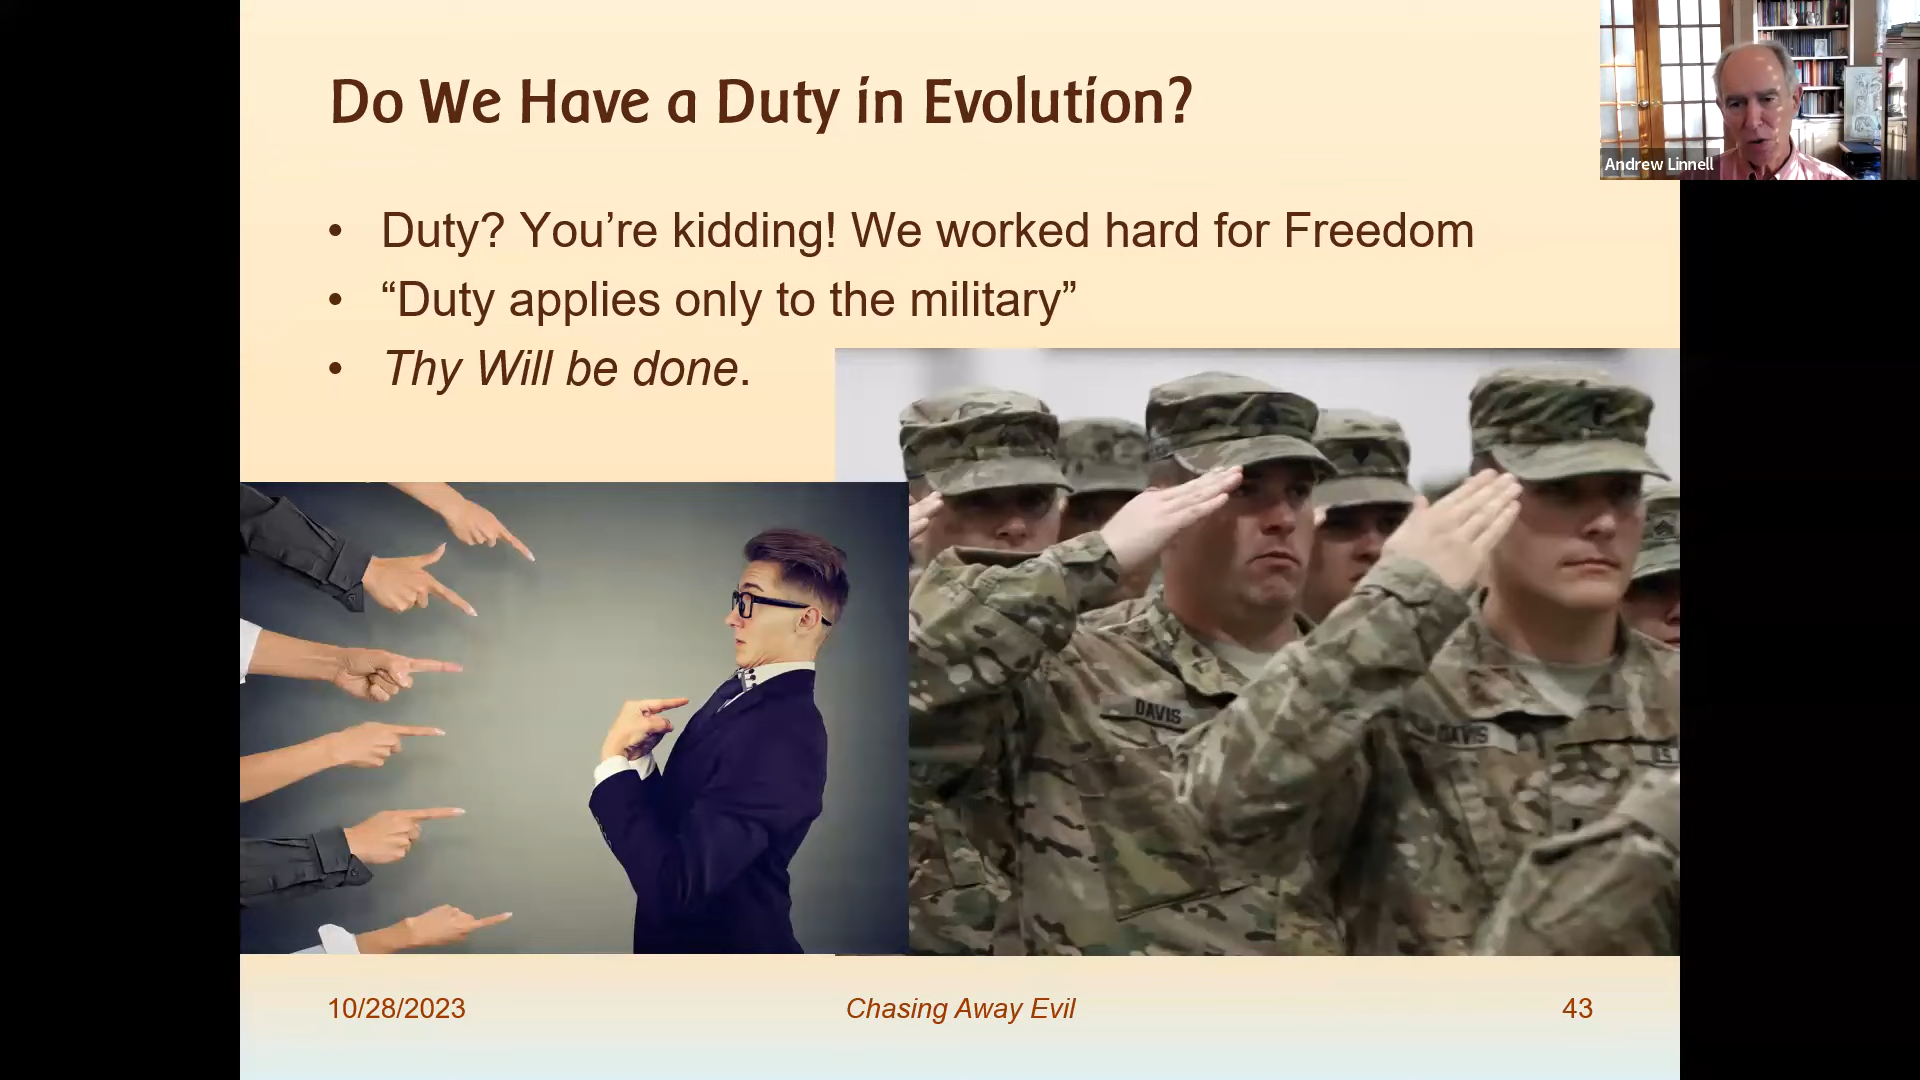 Do We Have a Duty in Evolution?
Andrew Linnell
• Duty? You’re kidding! We worked hard for Freedom
• “Duty applies only to the military”
• Thy Will be done.
DAVIS
DAVIS
10/28/2023
Chasing Away Evil
43